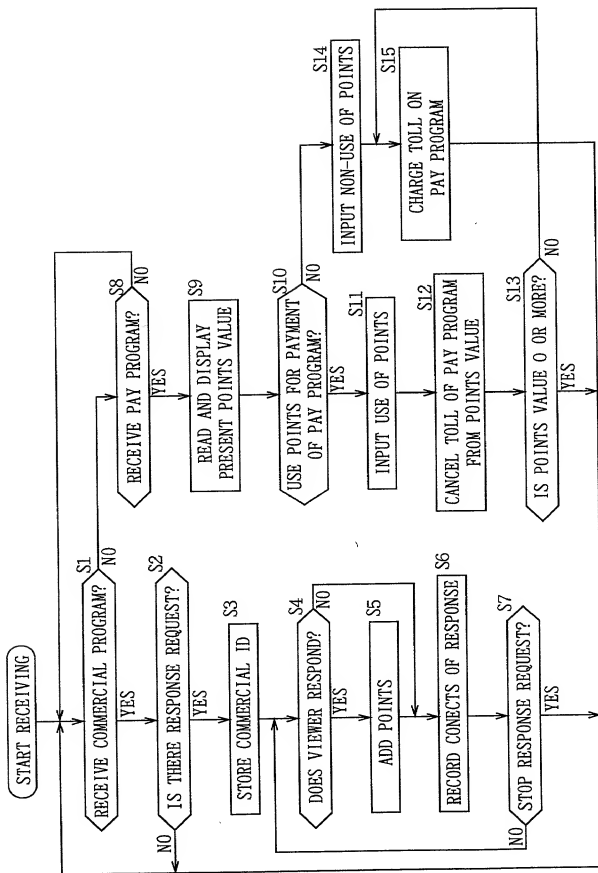 START RECEIVING
S1
RECEIVE COMMERCIAL PROGRAM?
NO
YES
S2
IS THERE RESPONSE REQUEST?
NO
YES
S3
STORE COMMERCIAL ID
S4
DOES VIEWER RESPOND?
NO
YES
S5
ADD POINTS
S6
RECORD CONECTS OF RESPONSE
S7
STOP RESPONSE REQUEST?
NO
YES
S8
RECEIVE PAY PROGRAM?
NO
YES
S9
READ AND DISPLAY
PRESENT POINTS VALUE
S10
USE POINTS FOR PAYMENT
OF PAY PROGRAM?
NO
YES
S11
INPUT USE OF POINTS
S12
CANCEL TOLL OF PAY PROGRAM
FROM POINTS VALUE
S13
IS POINTS VALUE O OR MORE?
NO
YES
S14
INPUT NON-USE OF POINTS
S15
CHARGE TOLL ON
PAY PROGRAM